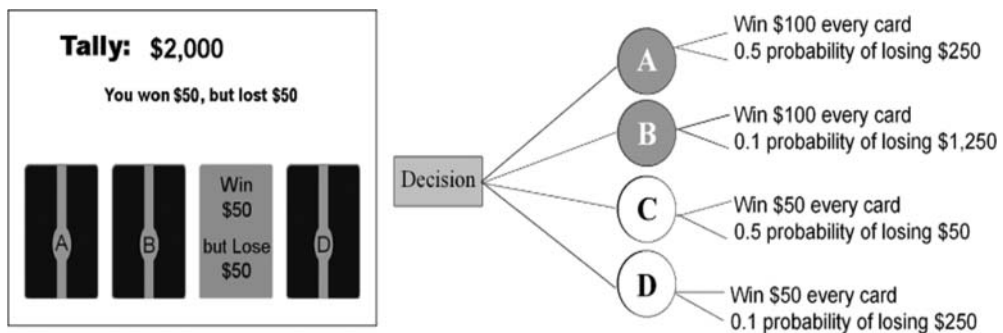 Tally: $2,000
You won $50, but lost $50
A
B
Win
$50
but Lose
$50
D
Decision
A
Win $100 every card
0.5 probability of losing $250
B
Win $100 every card
0.1 probability of losing $1,250
C
Win $50 every card
0.5 probability of losing $50
D
Win $50 every card
0.1 probability of losing $250